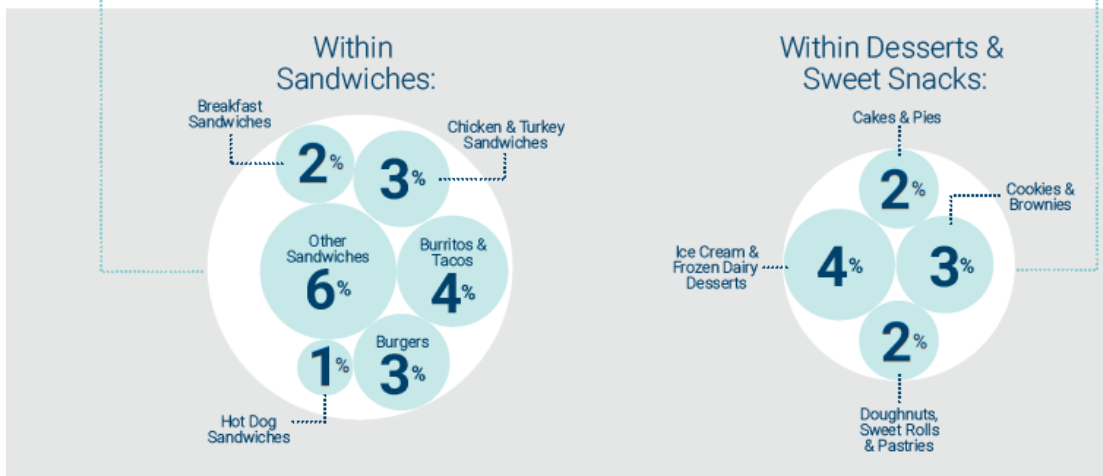 Within
Sandwiches:
Breakfast
Sandwiches
2%
Chicken & Turkey
Sandwiches
3%
Other
Sandwiches
6%
Burritos &
Tacos
4%
Burgers
3%
1%
Hot Dog
Sandwiches
Within Desserts &
Sweet Snacks:
Cakes & Pies
2%
Cookies &
Brownies
3%
Ice Cream &
Frozen Dairy
Desserts
4%
2%
Doughnuts,
Sweet Rolls
& Pastries